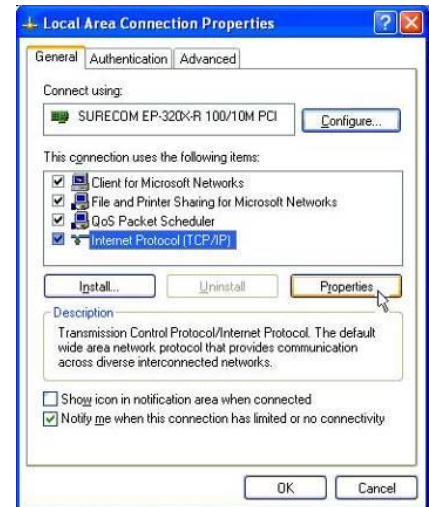 Local Area Connection Properties
General Authentication Advanced
Connect using:
SURECOM EP-320X-R 100/10M PCI
Configure...
This connection uses the following items:
Client for Microsoft Networks
File and Printer Sharing for Microsoft Networks
QoS Packet Scheduler
Internet Protocol (TCP/IP)
Install... Uninstall Properties
Description
Transmission Control Protocol/Internet Protocol. The default
wide area network protocol that provides communication
across diverse interconnected networks.
Show icon in notification area when connected
Notify me when this connection has limited or no connectivity
OK Cancel